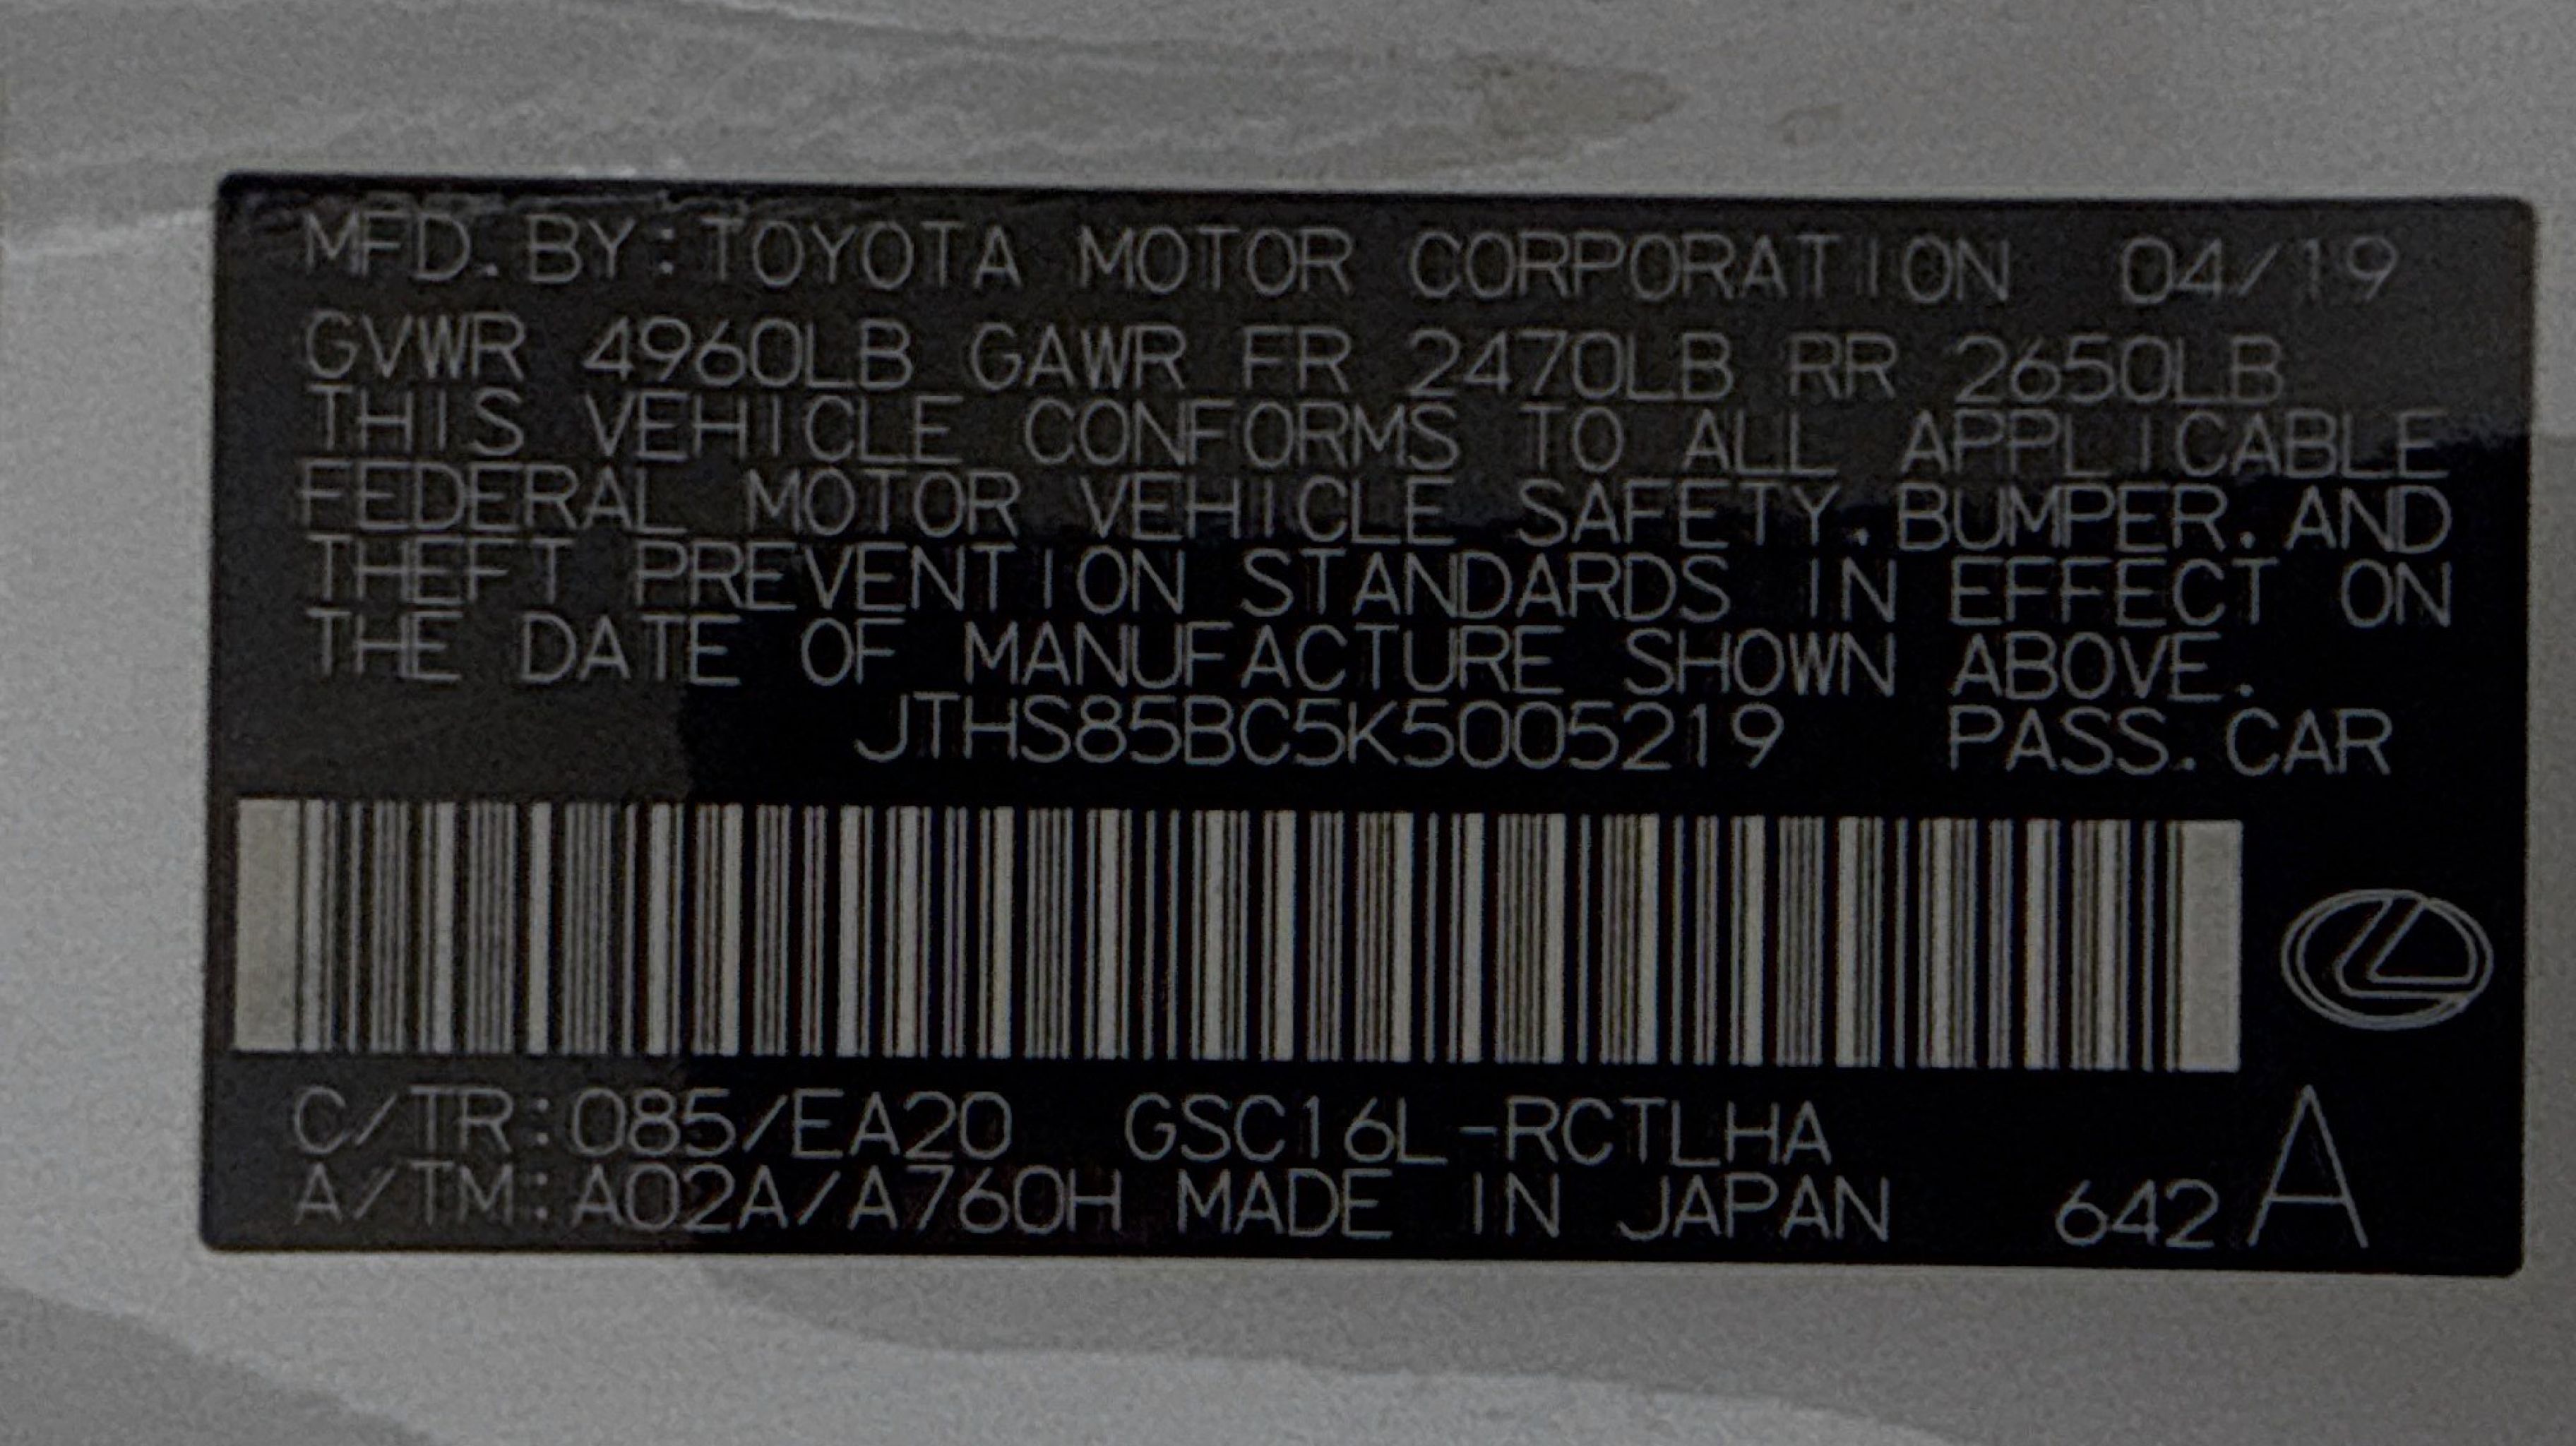 MFD. BY: TOYOTA MOTOR CORPORATION 04/19
GVWR 4960LB GAWR FR 2470LB RR 2650LB
THIS VEHICLE CONFORMS TO ALL APPLICABLE
FEDERAL MOTOR VEHICLE SAFETY. BUMPER. AND
THEFT PREVENTION STANDARDS IN EFFECT ON
THE DATE OF MANUFACTURE SHOWN ABOVE.
JTHS85BC5K5005219 PASS. CAR
C/TR: 085/EA20 GSC16L-RCTLHA
A/TM: A02A/A760H MADE IN JAPAN 642 A